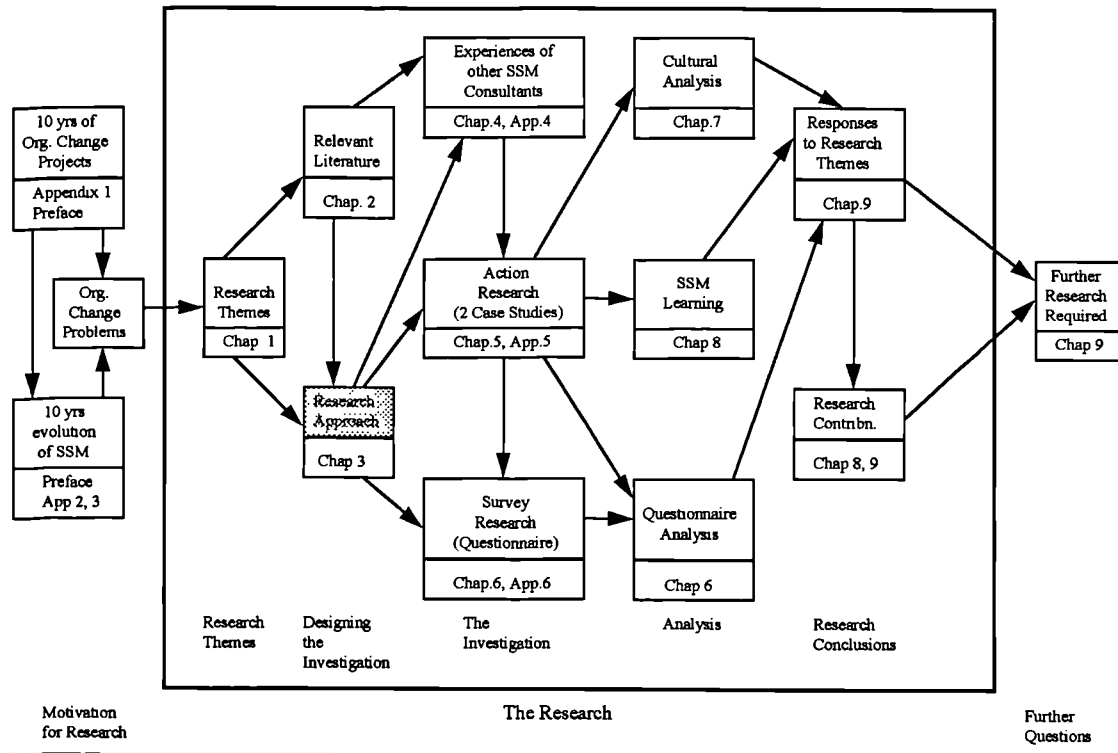 10 yrs of
Org. Change
Projects
Appendix 1
Preface
Org.
Change
Problems
10 yrs
evolution
of SSM
Preface
App 2, 3
Research
Themes
Chap 1
Relevant
Literature
Chap. 2
Research
Approach
Chap 3
Experiences of
other SSM
Consultants
Chap.4, App.4
Action
Research
(2 Case Studies)
Chap.5, App.5
Survey
Research
(Questionnaire)
Chap.6, App.6
Cultural
Analysis
Chap.7
SSM
Learning
Chap 8
Questionnaire
Analysis
Chap 6
Responses
to Research
Themes
Chap.9
Research
Contribn.
Chap 8, 9
Further
Research
Required
Chap 9
Research
Themes
Designing
the
Investigation
The
Investigation
Analysis
Research
Conclusions
Motivation
for Research
The Research
Further
Questions